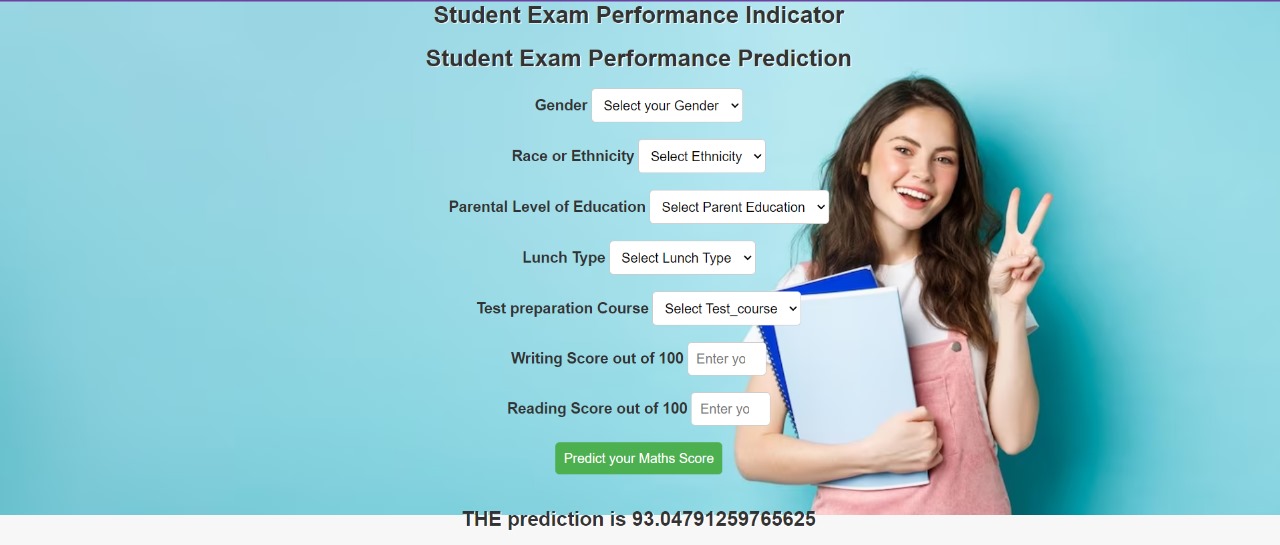 Student Exam Performance Indicator
Student Exam Performance Prediction
Gender Select your Gender
Race or Ethnicity Select Ethnicity
Parental Level of Education Select Parent Education
Lunch Type Select Lunch Type
Test preparation Course Select Test_course
Writing Score out of 100 Enter yo
Reading Score out of 100 Enter yo
Predict your Maths Score
THE prediction is 93.04791259765625